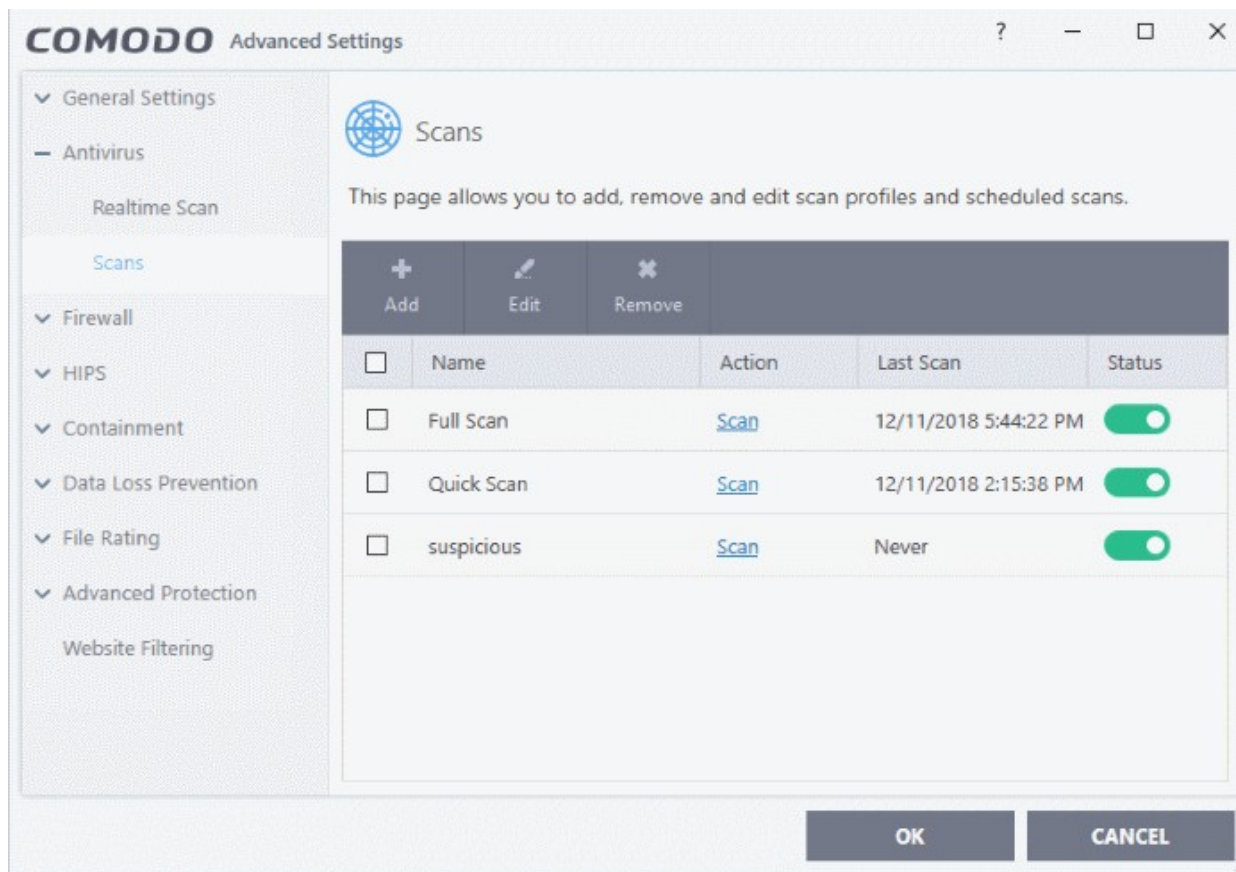 COMODO Advanced Settings ?
General Settings
Antivirus
Realtime Scan
Scans
Firewall
HIPS
Containment
Data Loss Prevention
File Rating
Advanced Protection
Website Filtering
Scans
This page allows you to add, remove and edit scan profiles and scheduled scans.
Add Edit Remove
Name Action Last Scan Status
Full Scan Scan 12/11/2018 5:44:22 PM
Quick Scan Scan 12/11/2018 2:15:38 PM
suspicious Scan Never
OK CANCEL